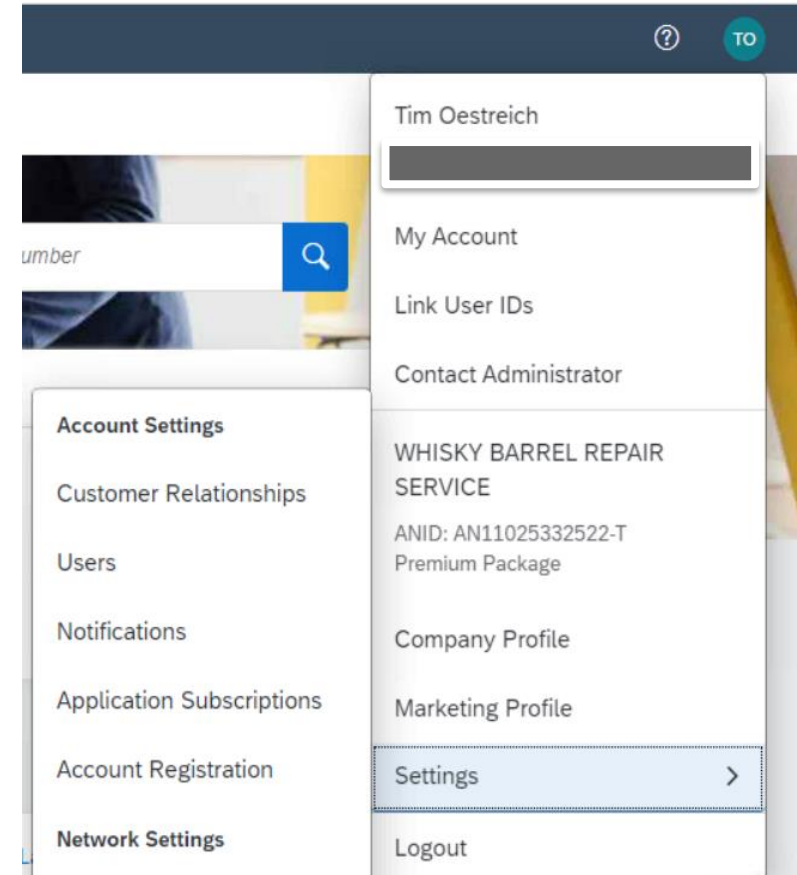 TO
Tim Oestreich
umber
My Account
Link User IDs
Contact Administrator
WHISKY BARREL REPAIR
SERVICE
ANID: AN11025332522-T
Premium Package
Company Profile
Marketing Profile
Settings
Logout
Account Settings
Customer Relationships
Users
Notifications
Application Subscriptions
Account Registration
Network Settings